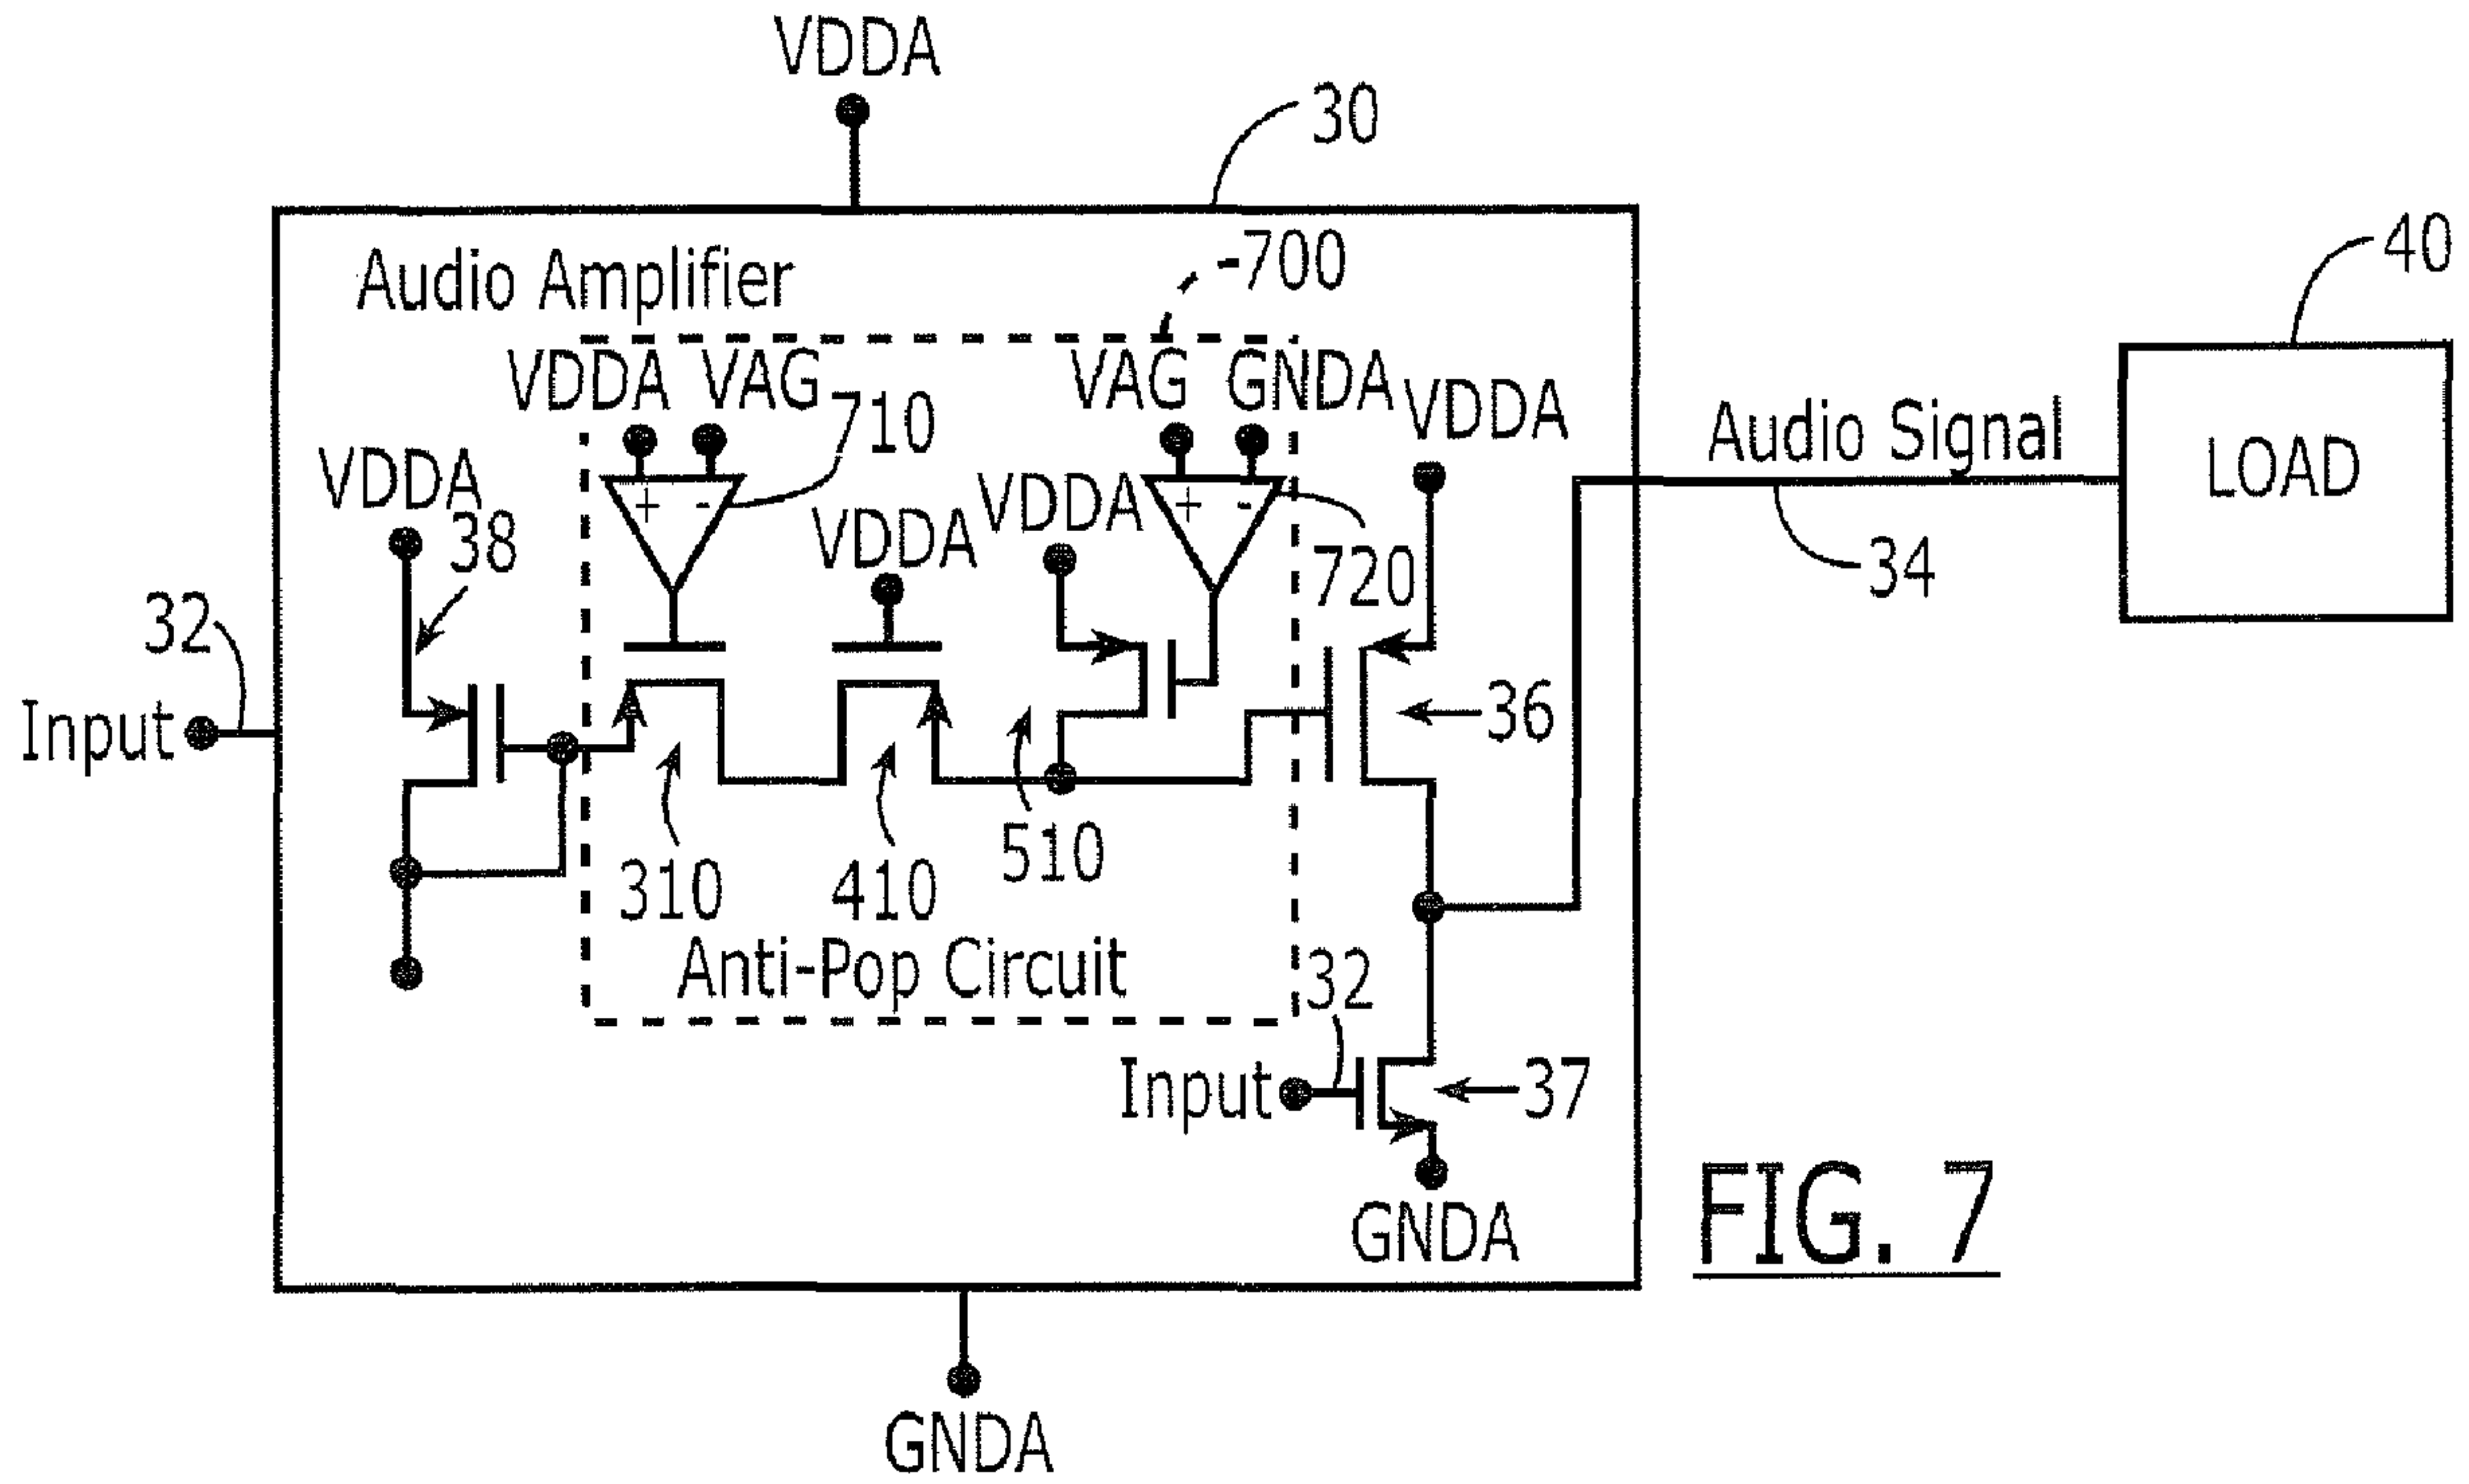 VDDA
30
Audio Amplifier
-700
40
VDDA VAG
VAG GNDA
VDDA
710
Audio Signal
LOAD
VDDA
38
+ -
VDDA
VDDA
+ -
720
34
32
Input
36
310
410
510
Anti-Pop Circuit
32
Input
37
GNDA
FIG. 7
GNDA